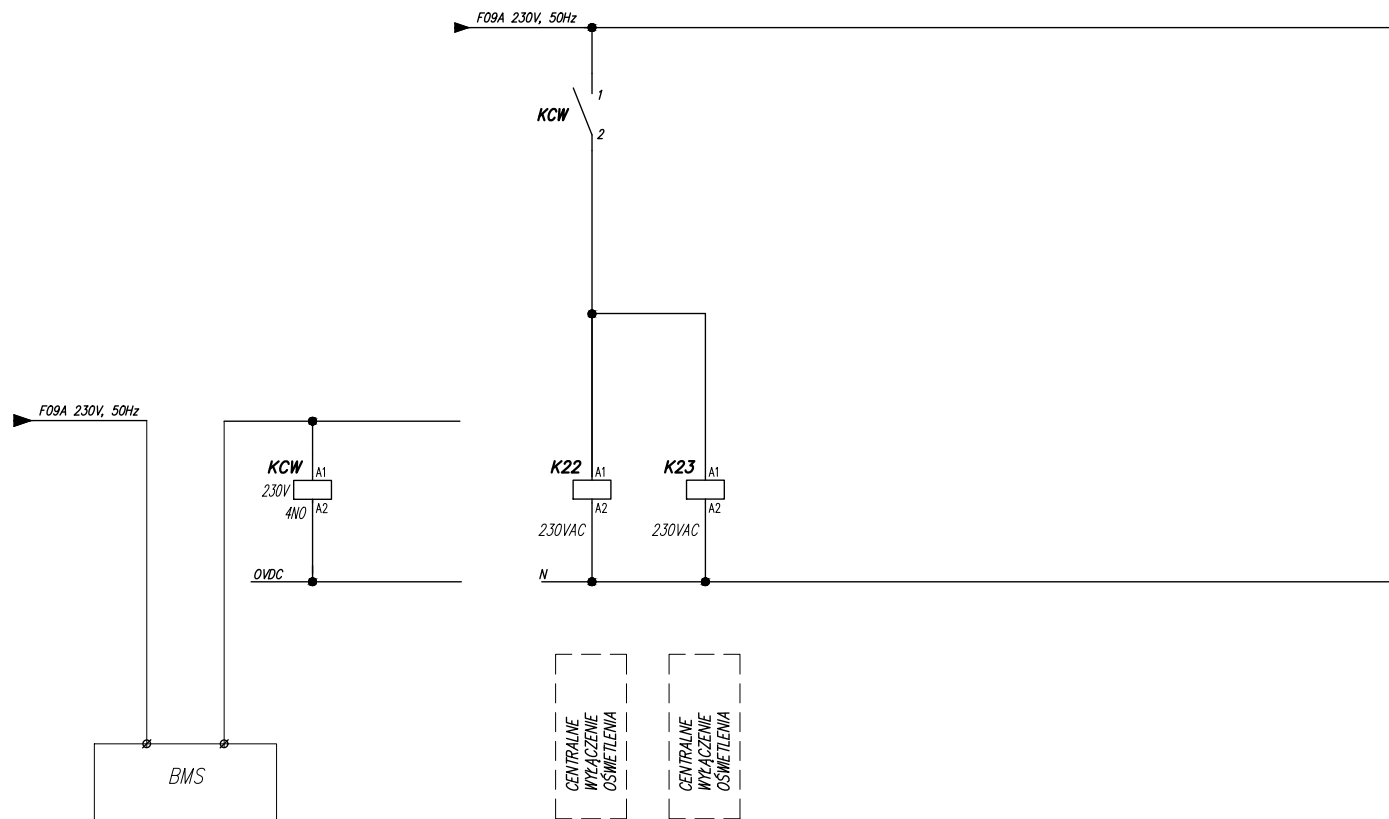 F09A 230V, 50Hz
KCW
1
2
F09A 230V, 50Hz
KCW
A1
230V
4NO
A2
K22
A1
A2
230VAC
K23
A1
A2
230VAC
0VDC
N
BMS
CENTRALNE
WYŁĄCZENIE
OŚWIETLENIA
CENTRALNE
WYŁĄCZENIE
OŚWIETLENIA